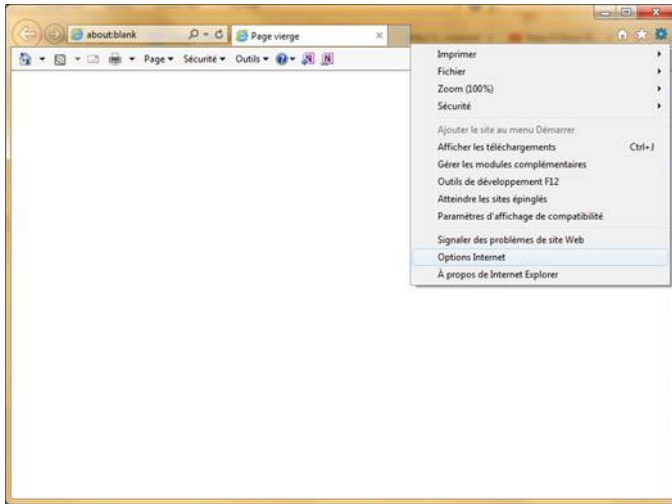 about:blank
Page vierge
Page Sécurité Outils
Imprimer
Fichier
Zoom (100%)
Sécurité
Ajouter le site au menu Démarrer
Afficher les téléchargements Ctrl+J
Gérer les modules complémentaires
Outils de développement F12
Atteindre les sites épinglés
Paramètres d'affichage de compatibilité
Signaler des problèmes de site Web
Options Internet
À propos de Internet Explorer